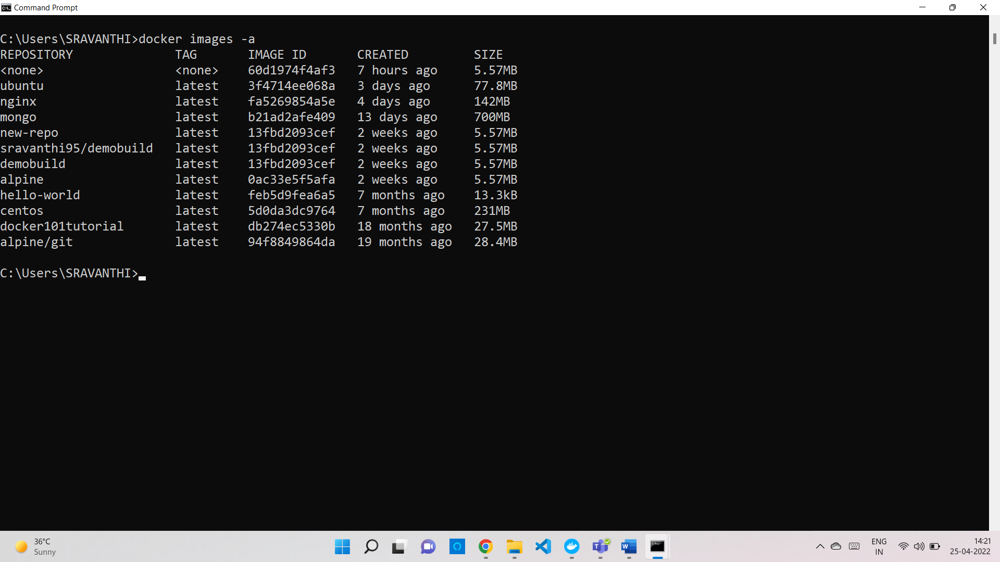 Command Prompt
C:\Users\SRAVANTHI>docker images -a
REPOSITORY TAG IMAGE ID CREATED SIZE
<none> <none> 60d1974f4af3 7 hours ago 5.57MB
ubuntu latest 3f4714ee068a 3 days ago 77.8MB
nginx latest fa5269854a5e 4 days ago 142MB
mongo latest b21ad2afe409 13 days ago 700MB
new-repo latest 13fbd2093cef 2 weeks ago 5.57MB
sravanthi95/demobuild latest 13fbd2093cef 2 weeks ago 5.57MB
demobuild latest 13fbd2093cef 2 weeks ago 5.57MB
alpine latest 0ac33e5f5afa 2 weeks ago 5.57MB
hello-world latest feb5d9fea6a5 7 months ago 13.3kB
centos latest 5d0da3dc9764 7 months ago 231MB
docker101tutorial latest db274ec5330b 18 months ago 27.5MB
alpine/git latest 94f8849864da 19 months ago 28.4MB
C:\Users\SRAVANTHI>
36°C
Sunny
ENG
IN
14:21
25-04-2022